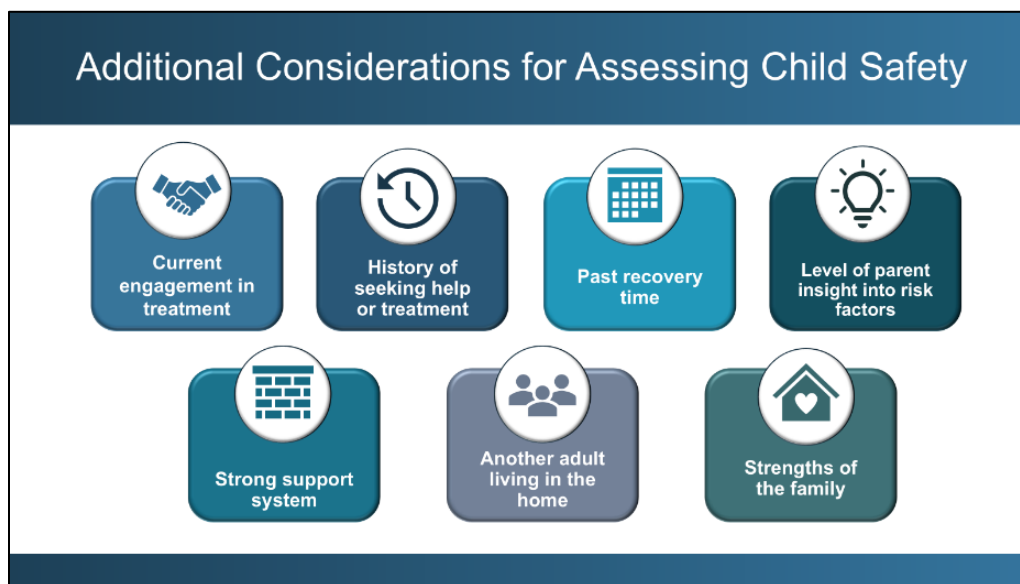 Additional Considerations for Assessing Child Safety
Current
engagement in
treatment
History of
seeking help
or treatment
Past recovery
time
Level of parent
insight into risk
factors
Strong support
system
Another adult
living in the
home
Strengths of
the family